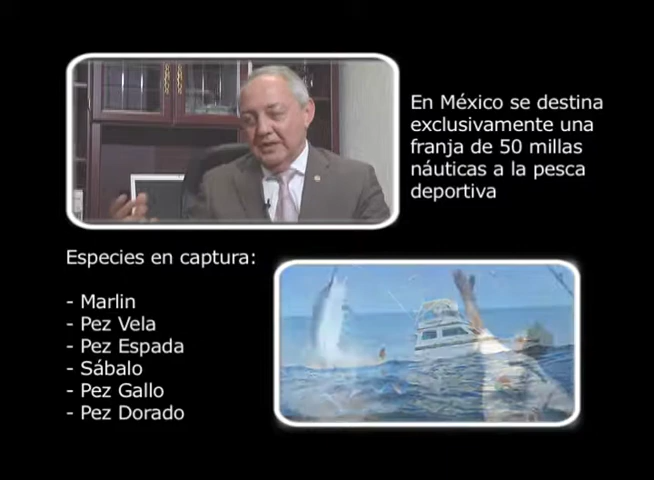 En México se destina
exclusivamente una
franja de 50 millas
náuticas a la pesca
deportiva
Especies en captura:
- Marlin
- Pez Vela
- Pez Espada
- Sábalo
- Pez Gallo
- Pez Dorado